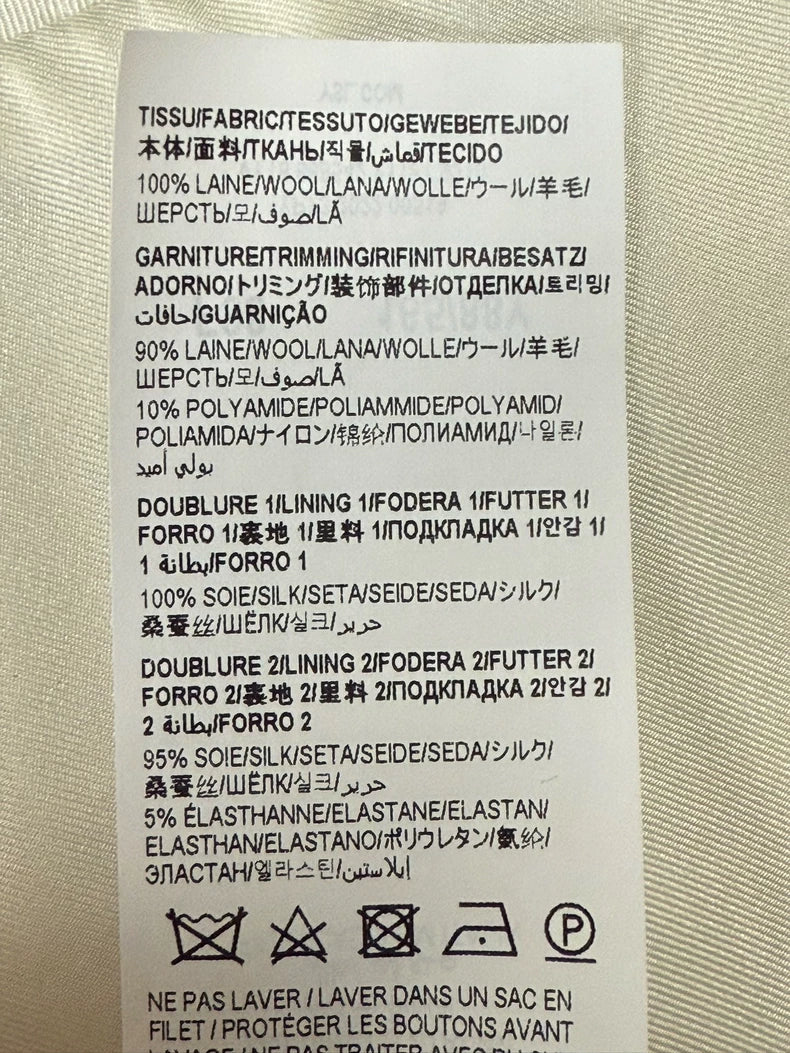 TISSU/FABRIC/TESSUTO/GEWEBE/TEJIDO/
本体/面料/ТКАНЬ/직물/قماش/TECIDO
100% LAINE/WOOL/LANA/WOLLE/ウール/羊毛/
ШЕРСТЬ/모/صوف/LÃ
GARNITURE/TRIMMING/RIFINITURA/BESATZ/
ADORNO/トリミング/装饰部件/ОТДЕЛКА/트리밍/
حافات/GUARNIÇÃO
90% LAINE/WOOL/LANA/WOLLE/ウール/羊毛/
ШЕРСТЬ/모/صوف/LÃ
10% POLYAMIDE/POLIAMMIDE/POLYAMID/
POLIAMIDA/ナイロン/锦纶/ПОЛИАМИД/나일론/
بولي أميد
DOUBLURE 1/LINING 1/FODERA 1/FUTTER 1/
FORRO 1/裏地 1/里料 1/ПОДКЛАДКА 1/안감 1/
1 بطانة/FORRO 1
100% SOIE/SILK/SETA/SEIDE/SEDA/シルク/
桑蚕丝/ШЁЛК/실크/حرير
DOUBLURE 2/LINING 2/FODERA 2/FUTTER 2/
FORRO 2/裏地 2/里料 2/ПОДКЛАДКА 2/안감 2/
2 بطانة/FORRO 2
95% SOIE/SILK/SETA/SEIDE/SEDA/シルク/
桑蚕丝/ШЁЛК/실크/حرير
5% ÉLASTHANNE/ELASTANE/ELASTAN/
ELASTHAN/ELASTANO/ポリウレタン/氨纶/
ЭЛАСТАН/엘라스틴/إيلاستين
P
NE PAS LAVER / LAVER DANS UN SAC EN
FILET / PROTÉGER LES BOUTONS AVANT